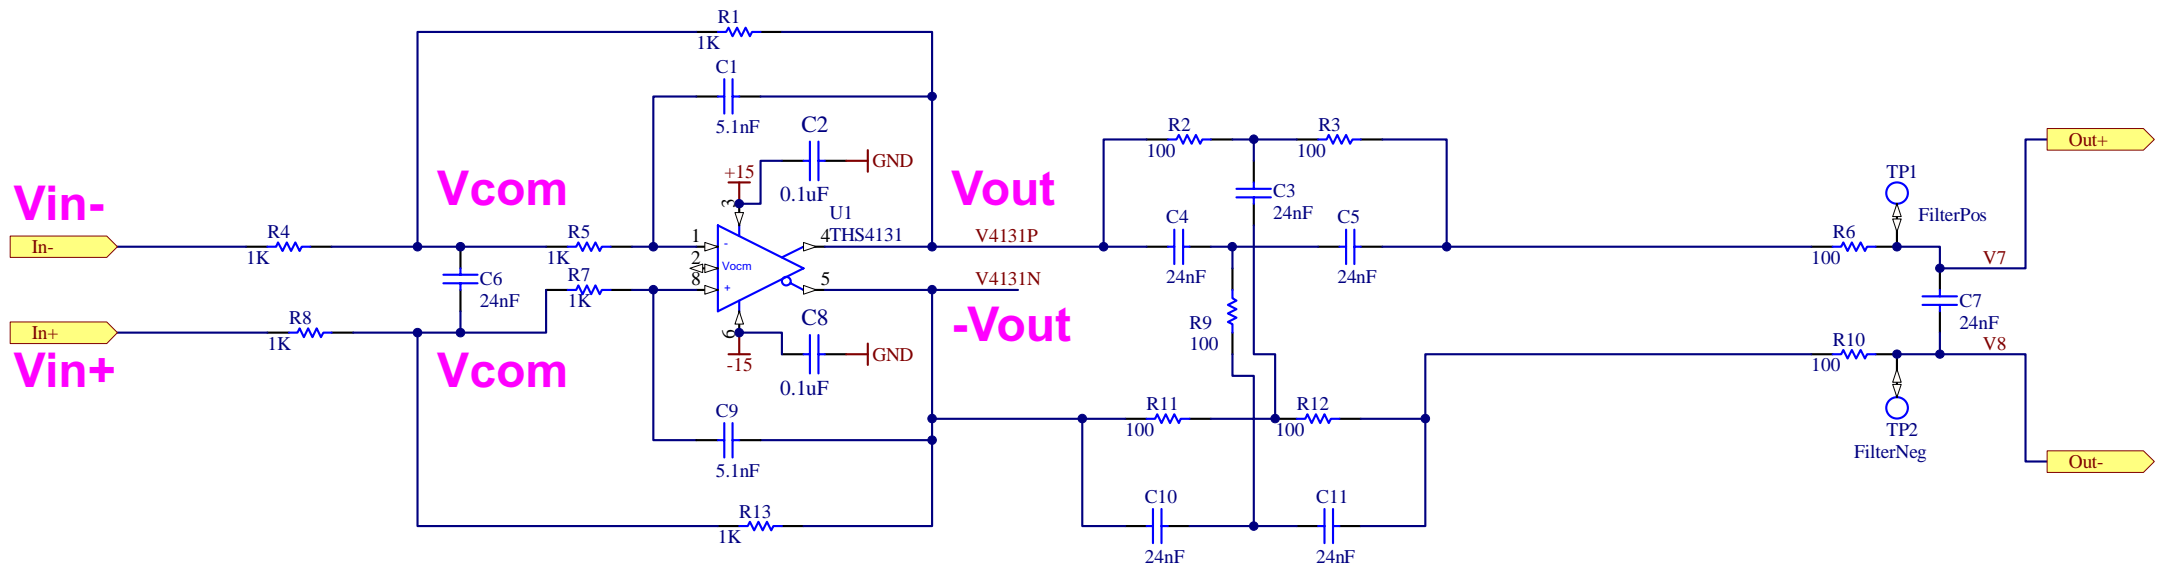 R1
1K
C1
5.1nF
C2
0.1uF
GND
+15
3
U1
THS4131
Vin-
In-
R4
1K
Vcom
R5
1K
1
2
8
-
Vocm
+
4
5
Vout
V4131P
V4131N
-Vout
C6
24nF
R7
1K
In+
Vin+
R8
1K
Vcom
6
-15
C8
0.1uF
GND
C9
5.1nF
R13
1K
R2
100
R3
100
C3
24nF
C4
24nF
C5
24nF
R9
100
R11
100
R12
100
C10
24nF
C11
24nF
R6
100
TP1
FilterPos
V7
Out+
C7
24nF
R10
100
V8
TP2
FilterNeg
Out-